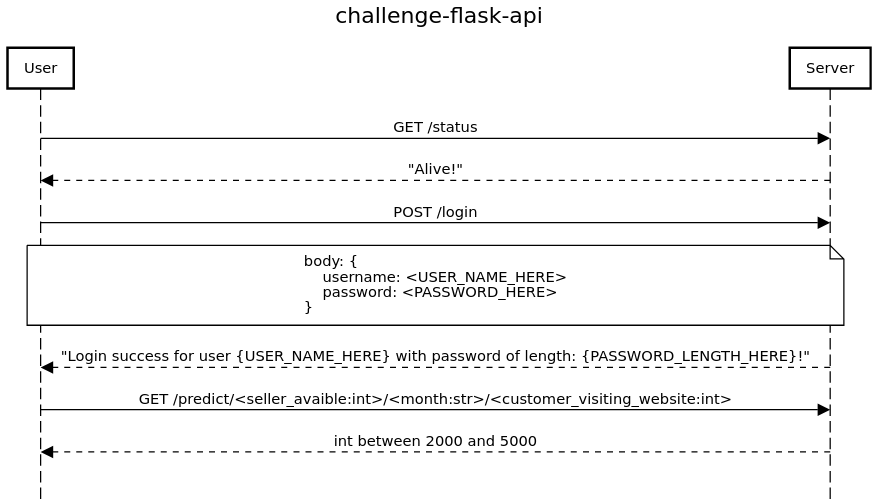 challenge-flask-api
User
Server
GET /status
"Alive!"
POST /login
body: {
username: <USER_NAME_HERE>
password: <PASSWORD_HERE>
}
"Login success for user {USER_NAME_HERE} with password of length: {PASSWORD_LENGTH_HERE}!"
GET /predict/<seller_avaible:int>/<month:str>/<customer_visiting_website:int>
int between 2000 and 5000